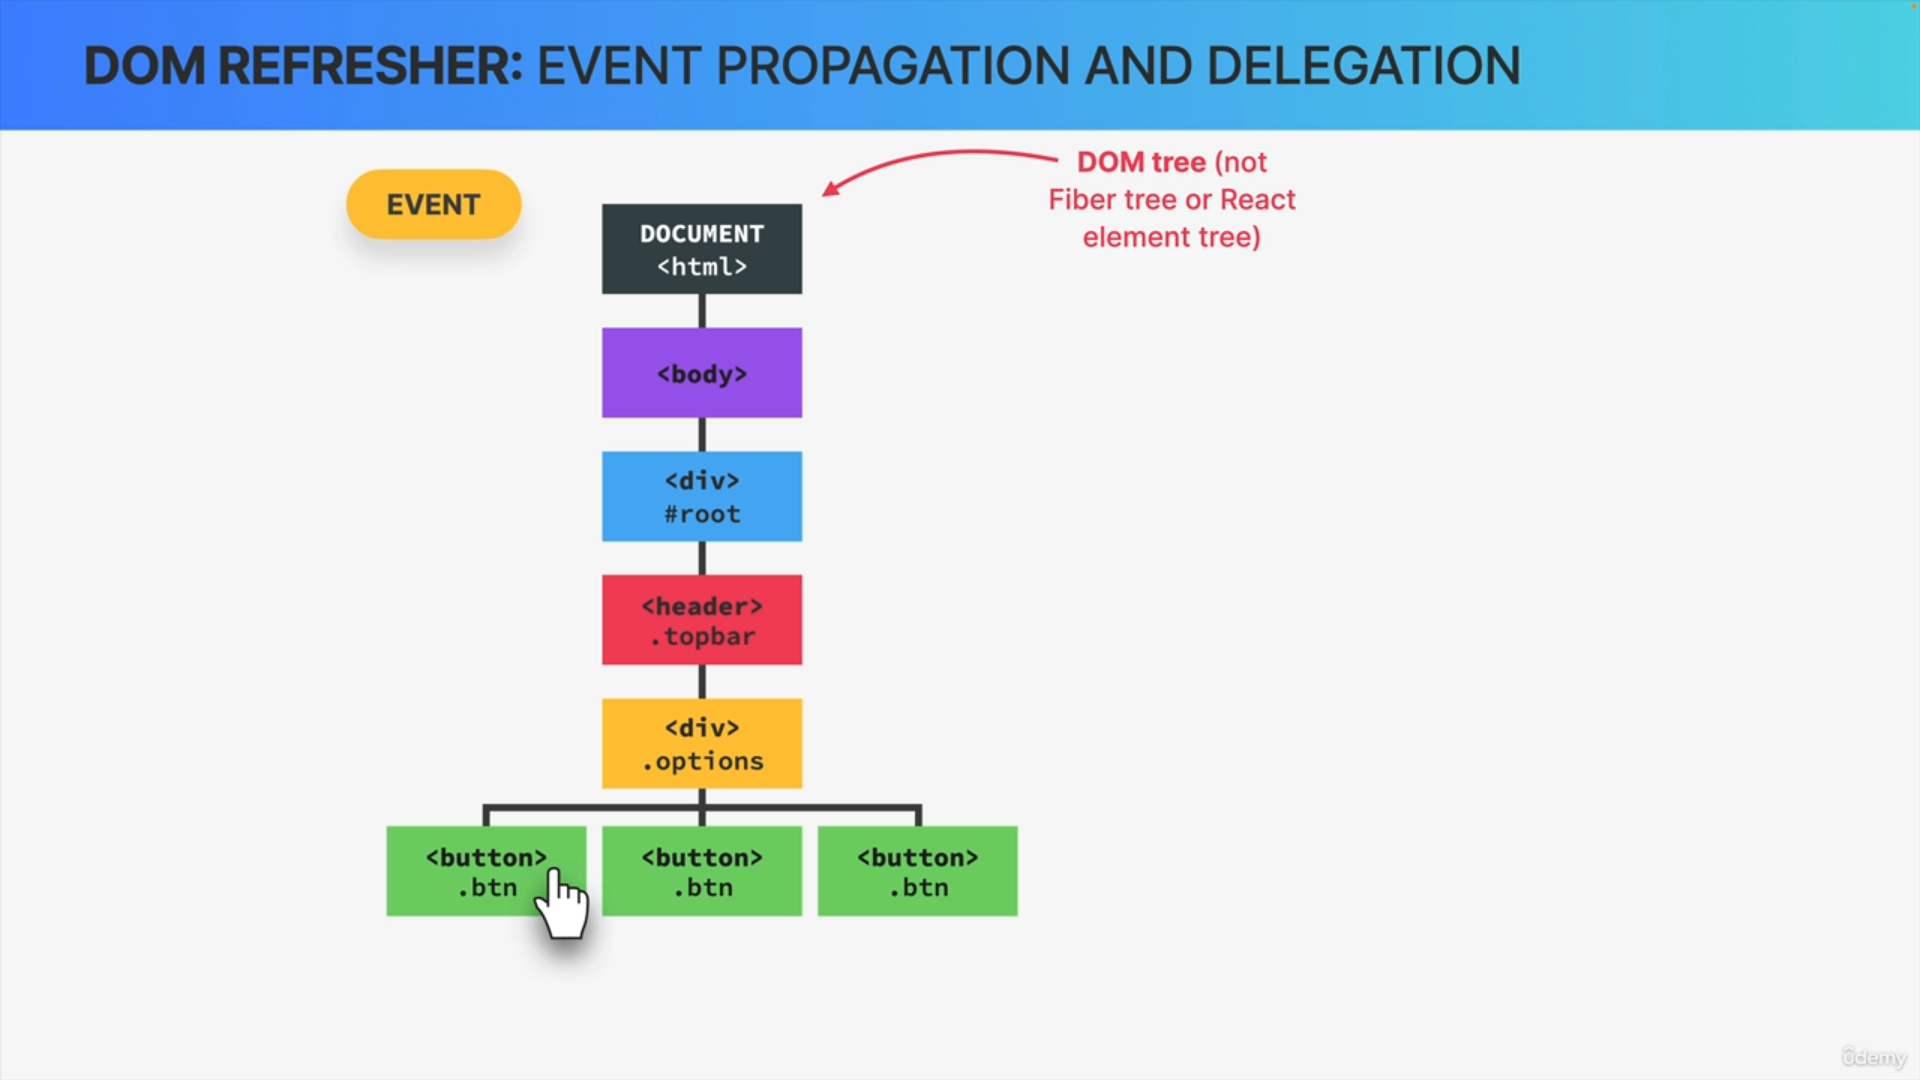 DOM REFRESHER: EVENT PROPAGATION AND DELEGATION
EVENT
DOM tree (not
Fiber tree or React
element tree)
DOCUMENT
<html>
<body>
<div>
#root
<header>
.topbar
<div>
.options
<button>
.btn
<button>
.btn
<button>
.btn
ûdemy